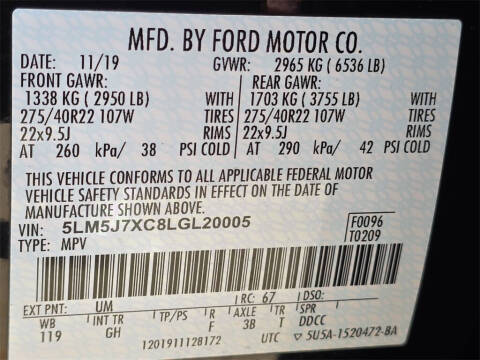 MFD. BY FORD MOTOR CO.
DATE: 11/19 GVWR: 2965 KG ( 6536 LB)
FRONT GAWR: REAR GAWR:
1338 KG ( 2950 LB) WITH 1703 KG ( 3755 LB) WITH
275/40R22 107W TIRES 275/40R22 107W TIRES
22x9.5J RIMS 22x9.5J RIMS
AT 260 kPa/ 38 PSI COLD AT 290 kPa/ 42 PSI COLD
THIS VEHICLE CONFORMS TO ALL APPLICABLE FEDERAL MOTOR
VEHICLE SAFETY STANDARDS IN EFFECT ON THE DATE OF
MANUFACTURE SHOWN ABOVE.
VIN: 5LM5J7XC8LGL20005 F0096
TYPE: MPV T0209
EXT PNT: UM RC: 67 DSO:
WB INT TR TP/PS R AXLE TR SPR
119 GH F 3B T DDCC
1201911128172 UTC ▽ 5U5A-1520472-BA